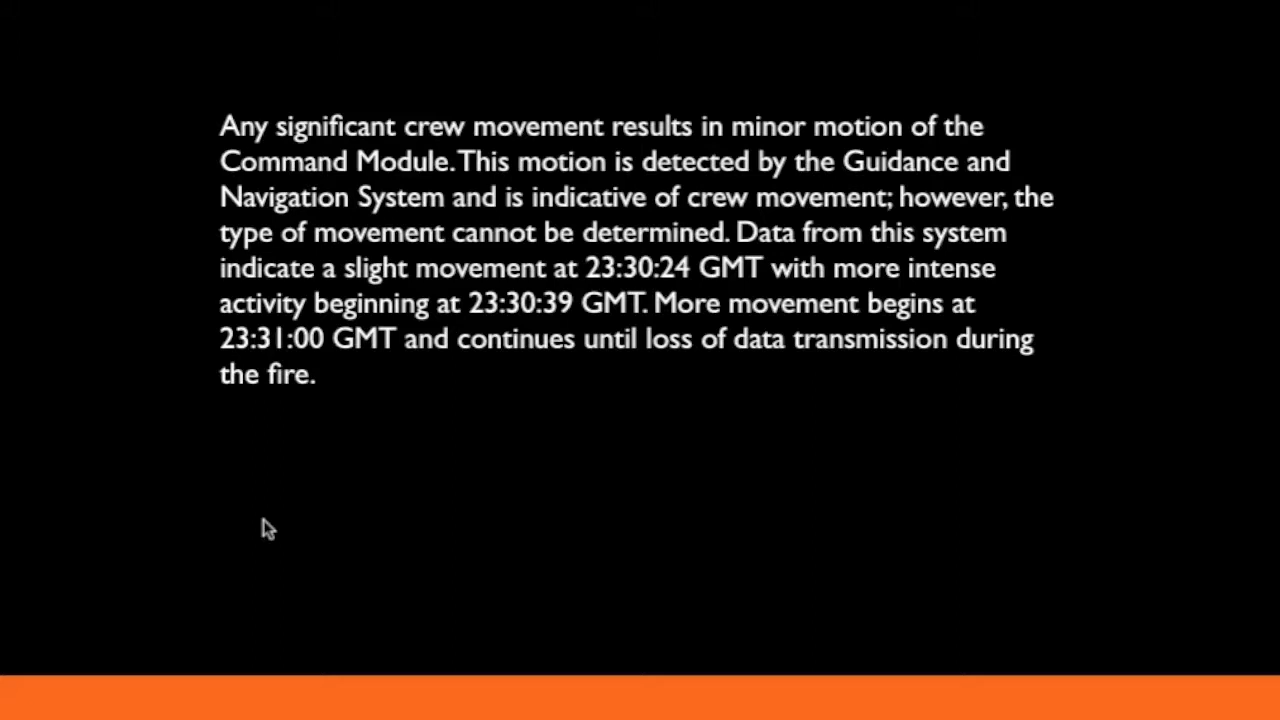 Any significant crew movement results in minor motion of the
Command Module. This motion is detected by the Guidance and
Navigation System and is indicative of crew movement; however, the
type of movement cannot be determined. Data from this system
indicate a slight movement at 23:30:24 GMT with more intense
activity beginning at 23:30:39 GMT. More movement begins at
23:31:00 GMT and continues until loss of data transmission during
the fire.